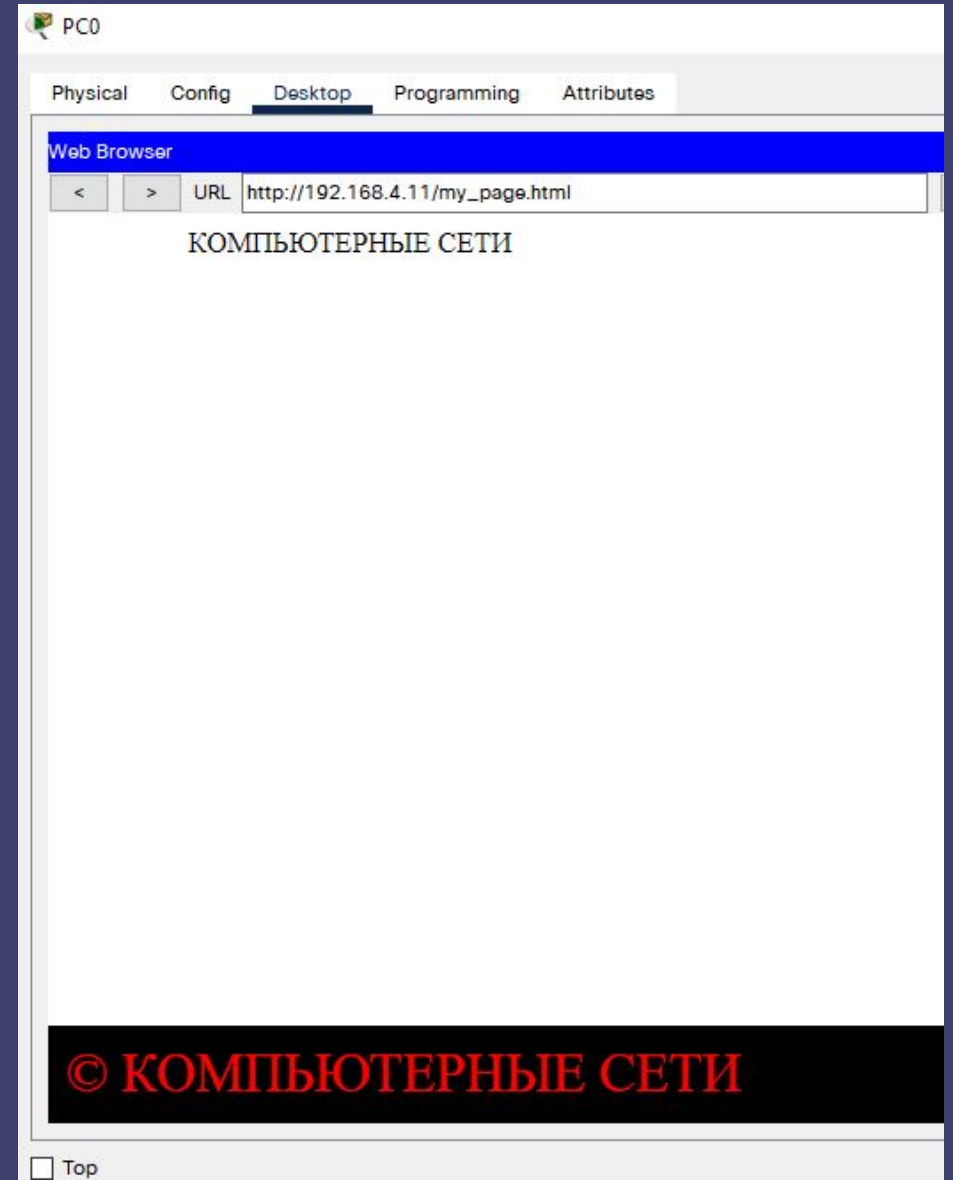 PC0
Physical Config Desktop Programming Attributes
Web Browser
< > URL http://192.168.4.11/my_page.html
КОМПЬЮТЕРНЫЕ СЕТИ
© КОМПЬЮТЕРНЫЕ СЕТИ
Top